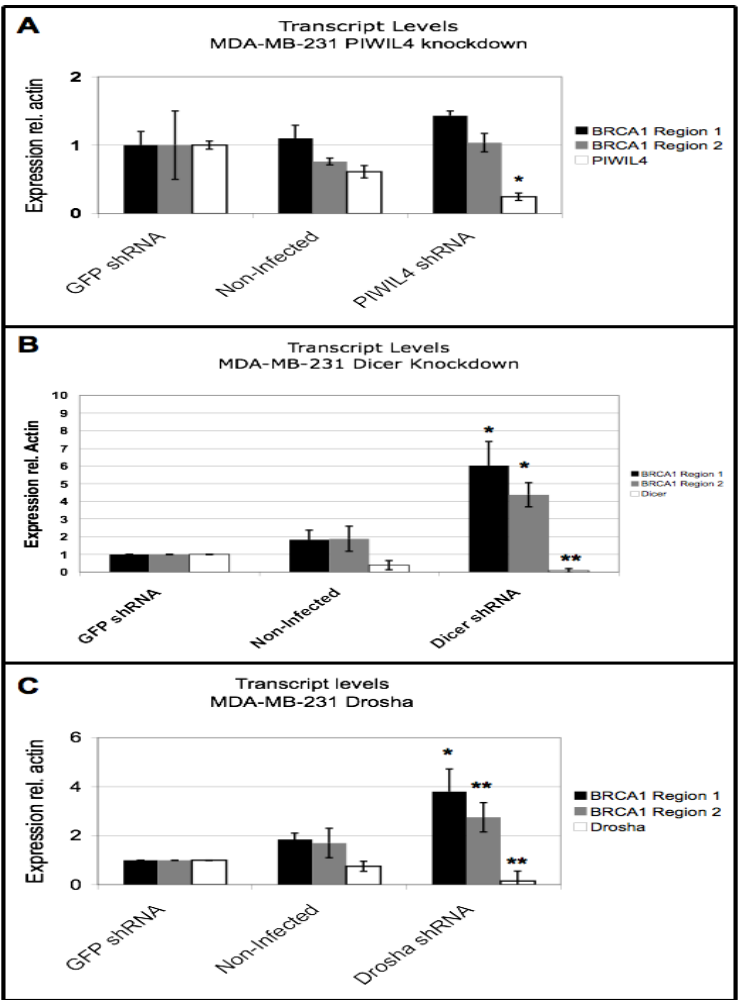 A
Transcript Levels
MDA-MB-231 PIWIL4 knockdown
Expression rel. actin
2
1
0
*
GFP shRNA
Non-Infected
PIWIL4 shRNA
BRCA1 Region 1
BRCA1 Region 2
PIWIL4
B
Transcript Levels
MDA-MB-231 Dicer Knockdown
Expression rel. Actin
10
9
8
7
6
5
4
3
2
1
0
*
*
**
GFP shRNA
Non-Infected
Dicer shRNA
BRCA1 Region 1
BRCA1 Region 2
Dicer
C
Transcript levels
MDA-MB-231 Drosha
Expression rel. actin
6
4
2
0
*
**
**
GFP shRNA
Non-Infected
Drosha shRNA
BRCA1 Region 1
BRCA1 Region 2
Drosha